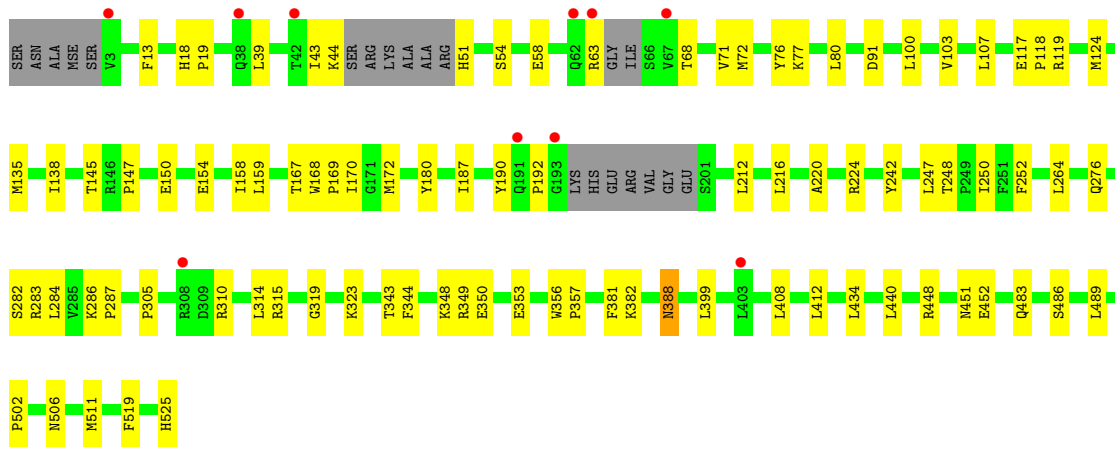 SER ASN ALA MSE SER V3 F13 H18 P19 Q38 L39 T42 I43 K44 SER ARG LYS ALA ALA ARG H51 S54 E58 Q62 R63 GLY ILE S66 V67 T68 V71 M72 Y76 K77 L80 D91 L100 V103 L107 E117 P118 R119 M124
M135 I138 T145 R146 P147 E150 E154 I158 L159 T167 W168 P169 I170 G171 M172 Y180 I187 Y190 Q191 P192 G193 LYS HIS GLU ARG VAL GLY GLU S201 L212 L216 A220 R224 Y242 L247 T248 P249 I250 F251 F252 L264 Q276
S282 R283 L284 V285 K286 P287 P305 R308 D309 R310 L314 R315 G319 K323 T343 F344 K348 R349 E350 E353 W356 P357 F381 K382 N388 L399 L403 L408 L412 L434 L440 R448 N451 E452 Q483 S486 L489
P502 N506 M511 F519 H525